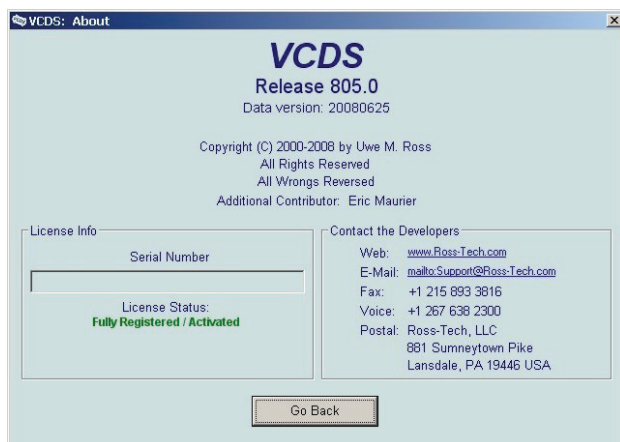 VCDS: About
VCDS
Release 805.0
Data version: 20080625
Copyright (C) 2000-2008 by Uwe M. Ross
All Rights Reserved
All Wrongs Reversed
Additional Contributor: Eric Maurier
License Info
Serial Number
License Status:
Fully Registered / Activated
Contact the Developers
Web: www.Ross-Tech.com
E-Mail: mailto:Support@Ross-Tech.com
Fax: +1 215 893 3816
Voice: +1 267 638 2300
Postal: Ross-Tech, LLC
881 Sumneytown Pike
Lansdale, PA 19446 USA
Go Back